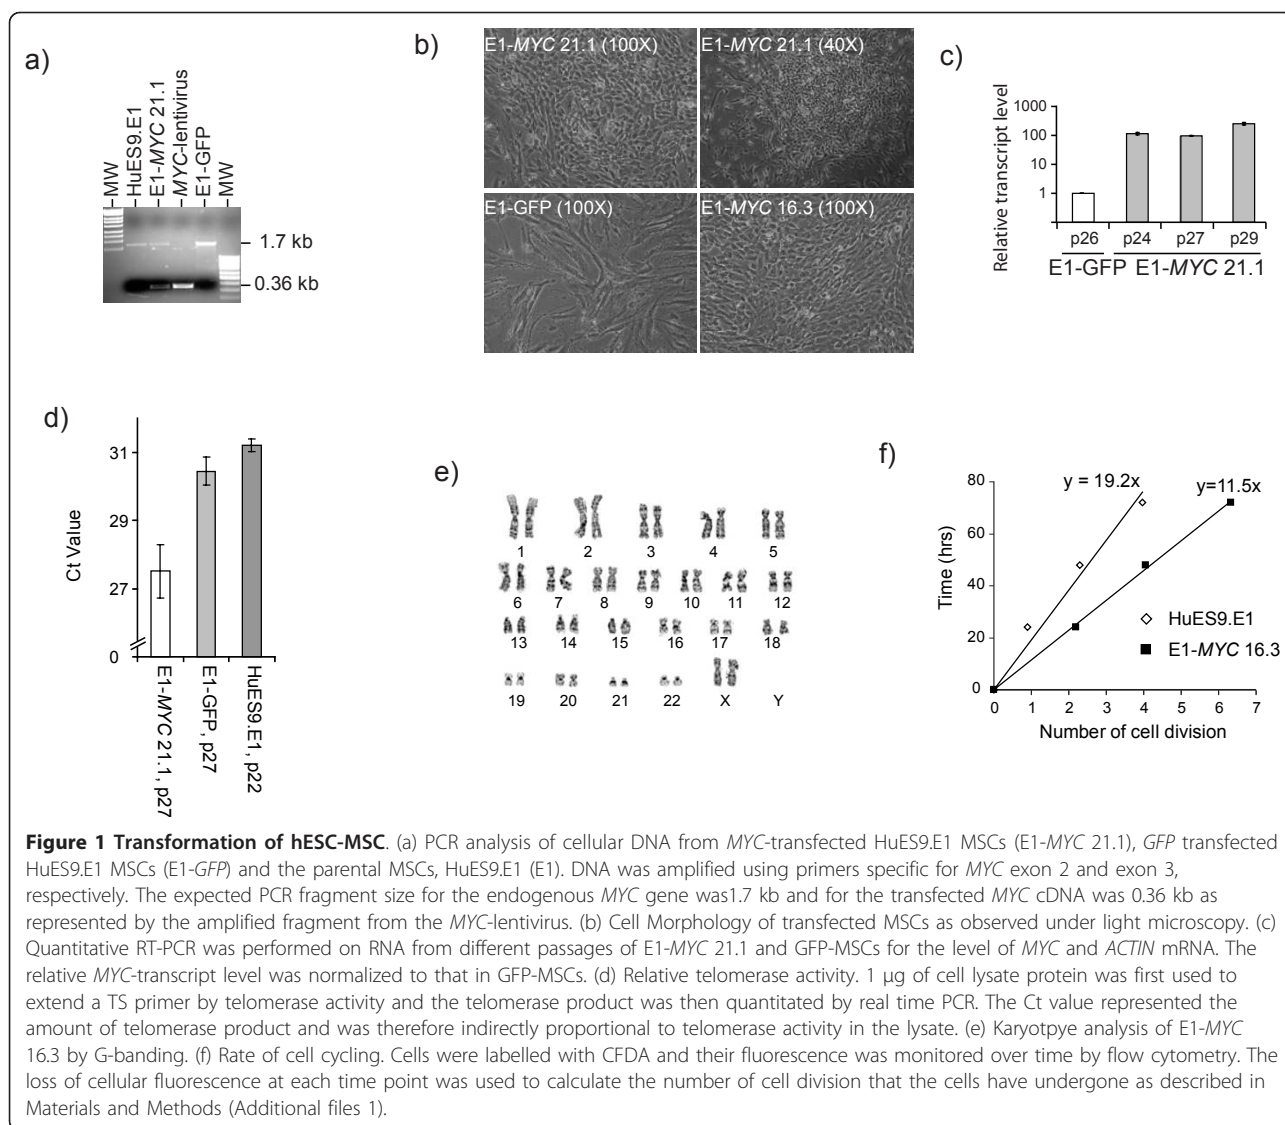 a)
MW
HuES9.E1
E1-MYC 21.1
MYC-lentivirus
E1-GFP
MW
1.7 kb
0.36 kb
b)
E1-MYC 21.1 (100X)
E1-MYC 21.1 (40X)
E1-GFP (100X)
E1-MYC 16.3 (100X)
c)
Relative transcript level
1000
100
10
1
p26
p24
p27
p29
E1-GFP
E1-MYC 21.1
d)
Ct Value
31
29
27
0
E1-MYC 21.1, p27
E1-GFP, p27
HuES9.E1, p22
e)
1 2 3 4 5
6 7 8 9 10 11 12
13 14 15 16 17 18
19 20 21 22 X Y
f)
Time (hrs)
80
60
40
20
0
y = 19.2x
y=11.5x
HuES9.E1
E1-MYC 16.3
0 1 2 3 4 5 6 7
Number of cell division
Figure 1 Transformation of hESC-MSC. (a) PCR analysis of cellular DNA from MYC-transfected HuES9.E1 MSCs (E1-MYC 21.1), GFP transfected
HuES9.E1 MSCs (E1-GFP) and the parental MSCs, HuES9.E1 (E1). DNA was amplified using primers specific for MYC exon 2 and exon 3,
respectively. The expected PCR fragment size for the endogenous MYC gene was1.7 kb and for the transfected MYC cDNA was 0.36 kb as
represented by the amplified fragment from the MYC-lentivirus. (b) Cell Morphology of transfected MSCs as observed under light microscopy. (c)
Quantitative RT-PCR was performed on RNA from different passages of E1-MYC 21.1 and GFP-MSCs for the level of MYC and ACTIN mRNA. The
relative MYC-transcript level was normalized to that in GFP-MSCs. (d) Relative telomerase activity. 1 μg of cell lysate protein was first used to
extend a TS primer by telomerase activity and the telomerase product was then quantitated by real time PCR. The Ct value represented the
amount of telomerase product and was therefore indirectly proportional to telomerase activity in the lysate. (e) Karyotpye analysis of E1-MYC
16.3 by G-banding. (f) Rate of cell cycling. Cells were labelled with CFDA and their fluorescence was monitored over time by flow cytometry. The
loss of cellular fluorescence at each time point was used to calculate the number of cell division that the cells have undergone as described in
Materials and Methods (Additional files 1).